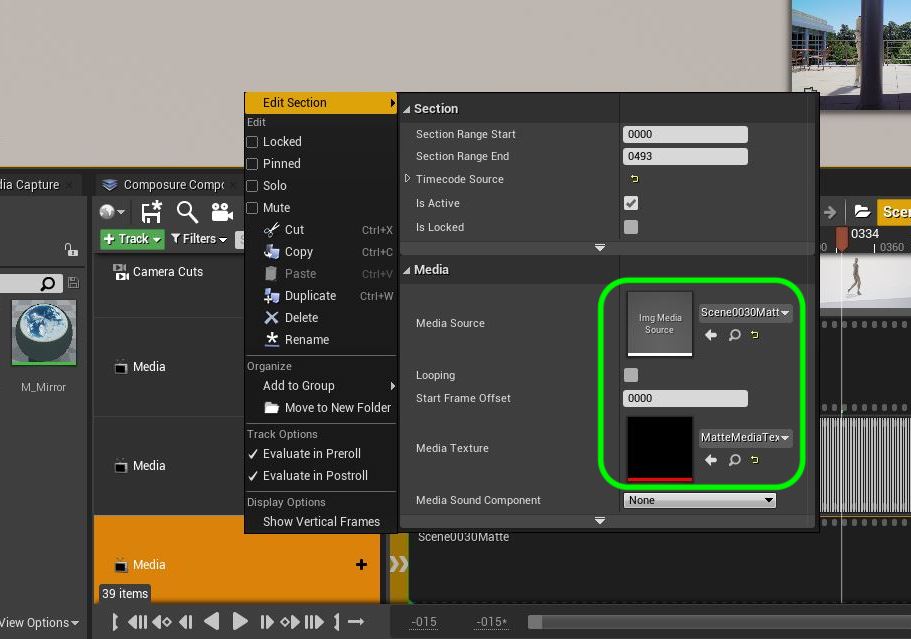 Edit Section
Edit
Locked
Pinned
Solo
Mute
Cut Ctrl+X
Copy Ctrl+C
Paste Ctrl+V
Duplicate Ctrl+W
Delete
Rename
Organize
Add to Group
Move to New Folder
Track Options
Evaluate in Preroll
Evaluate in Postroll
Display Options
Show Vertical Frames
Section
Section Range Start 0000
Section Range End 0493
Timecode Source
Is Active
Is Locked
Media
Media Source
Img Media
Source
Scene0030Matt
Looping
Start Frame Offset 0000
Media Texture
MatteMediaTex
Media Sound Component None
Scene0030Matte
dia Capture
Composure Compo
Track
Filters
Camera Cuts
Media
Media
Media
39 items
M_Mirror
View Options
-015
-015*
Scen
0334
0360